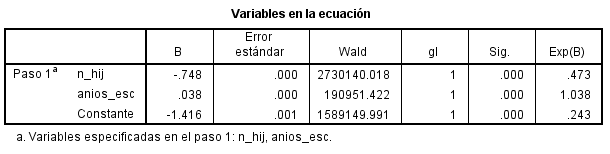 Variables en la ecuación
B Error estándar Wald gl Sig. Exp(B)
Paso 1a n_hij -.748 .000 2730140.018 1 .000 .473
anios_esc .038 .000 190951.422 1 .000 1.038
Constante -1.416 .001 1589149.991 1 .000 .243
a. Variables especificadas en el paso 1: n_hij, anios_esc.